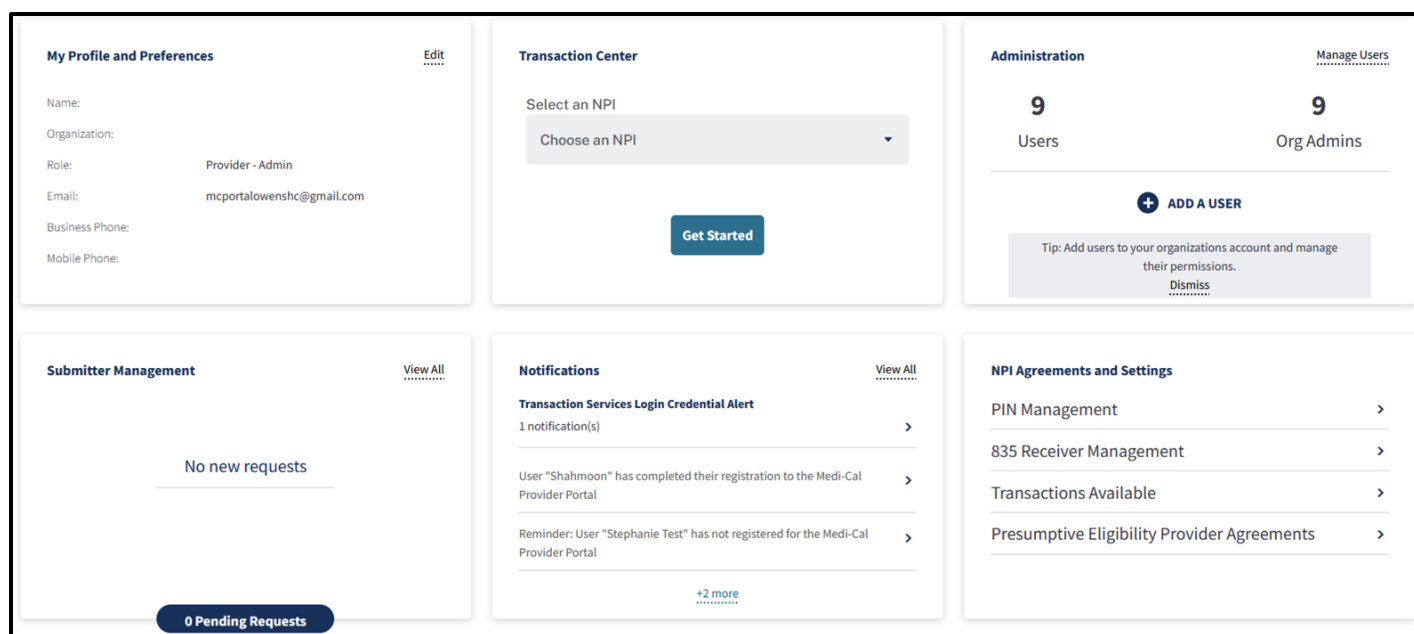 My Profile and Preferences
Edit
Name:
Organization:
Role: Provider - Admin
Email: mcportalowenshc@gmail.com
Business Phone:
Mobile Phone:
Transaction Center
Select an NPI
Choose an NPI
Get Started
Administration
Manage Users
9
Users
9
Org Admins
ADD A USER
Tip: Add users to your organizations account and manage
their permissions.
Dismiss
Submitter Management
View All
No new requests
0 Pending Requests
Notifications
View All
Transaction Services Login Credential Alert
1 notification(s)
User "Shahmoon" has completed their registration to the Medi-Cal
Provider Portal
Reminder: User "Stephanie Test" has not registered for the Medi-Cal
Provider Portal
+2 more
NPI Agreements and Settings
PIN Management
835 Receiver Management
Transactions Available
Presumptive Eligibility Provider Agreements